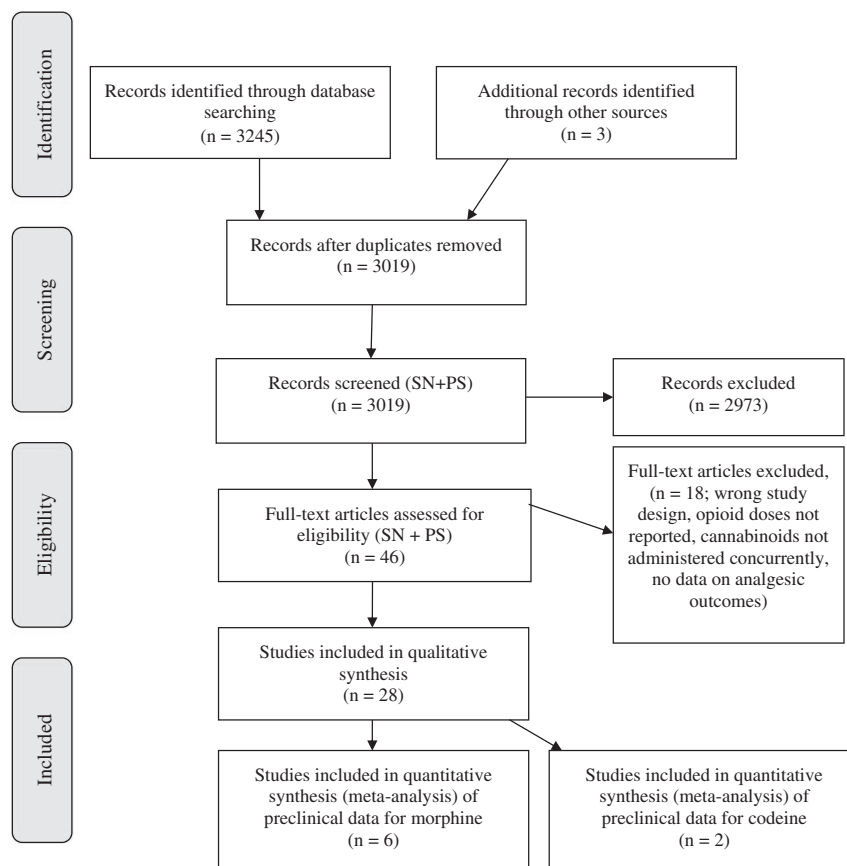 Identification
Records identified through database
searching
(n = 3245)
Additional records identified
through other sources
(n = 3)
Screening
Records after duplicates removed
(n = 3019)
Records screened (SN+PS)
(n = 3019)
Records excluded
(n = 2973)
Eligibility
Full-text articles assessed for
eligibility (SN + PS)
(n = 46)
Full-text articles excluded,
(n = 18; wrong study
design, opioid doses not
reported, cannabinoids not
administered concurrently,
no data on analgesic
outcomes)
Included
Studies included in qualitative
synthesis
(n = 28)
Studies included in quantitative
synthesis (meta-analysis) of
preclinical data for morphine
(n = 6)
Studies included in quantitative
synthesis (meta-analysis) of
preclinical data for codeine
(n = 2)